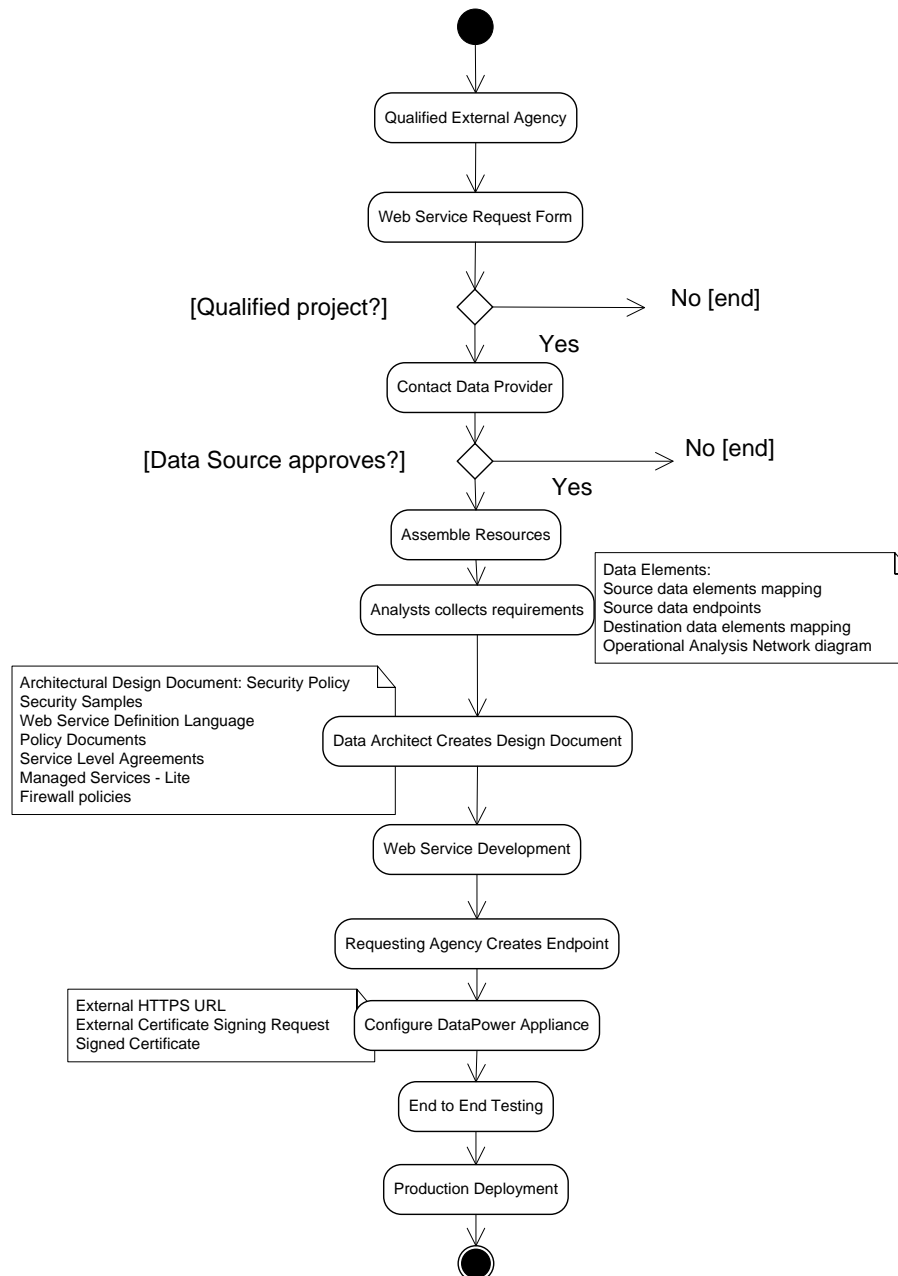 Qualified External Agency
Web Service Request Form
[Qualified project?]
No [end]
Yes
Contact Data Provider
[Data Source approves?]
No [end]
Yes
Assemble Resources
Analysts collects requirements
Data Elements:
Source data elements mapping
Source data endpoints
Destination data elements mapping
Operational Analysis Network diagram
Architectural Design Document: Security Policy
Security Samples
Web Service Definition Language
Policy Documents
Service Level Agreements
Managed Services - Lite
Firewall policies
Data Architect Creates Design Document
Web Service Development
Requesting Agency Creates Endpoint
External HTTPS URL
External Certificate Signing Request
Signed Certificate
Configure DataPower Appliance
End to End Testing
Production Deployment